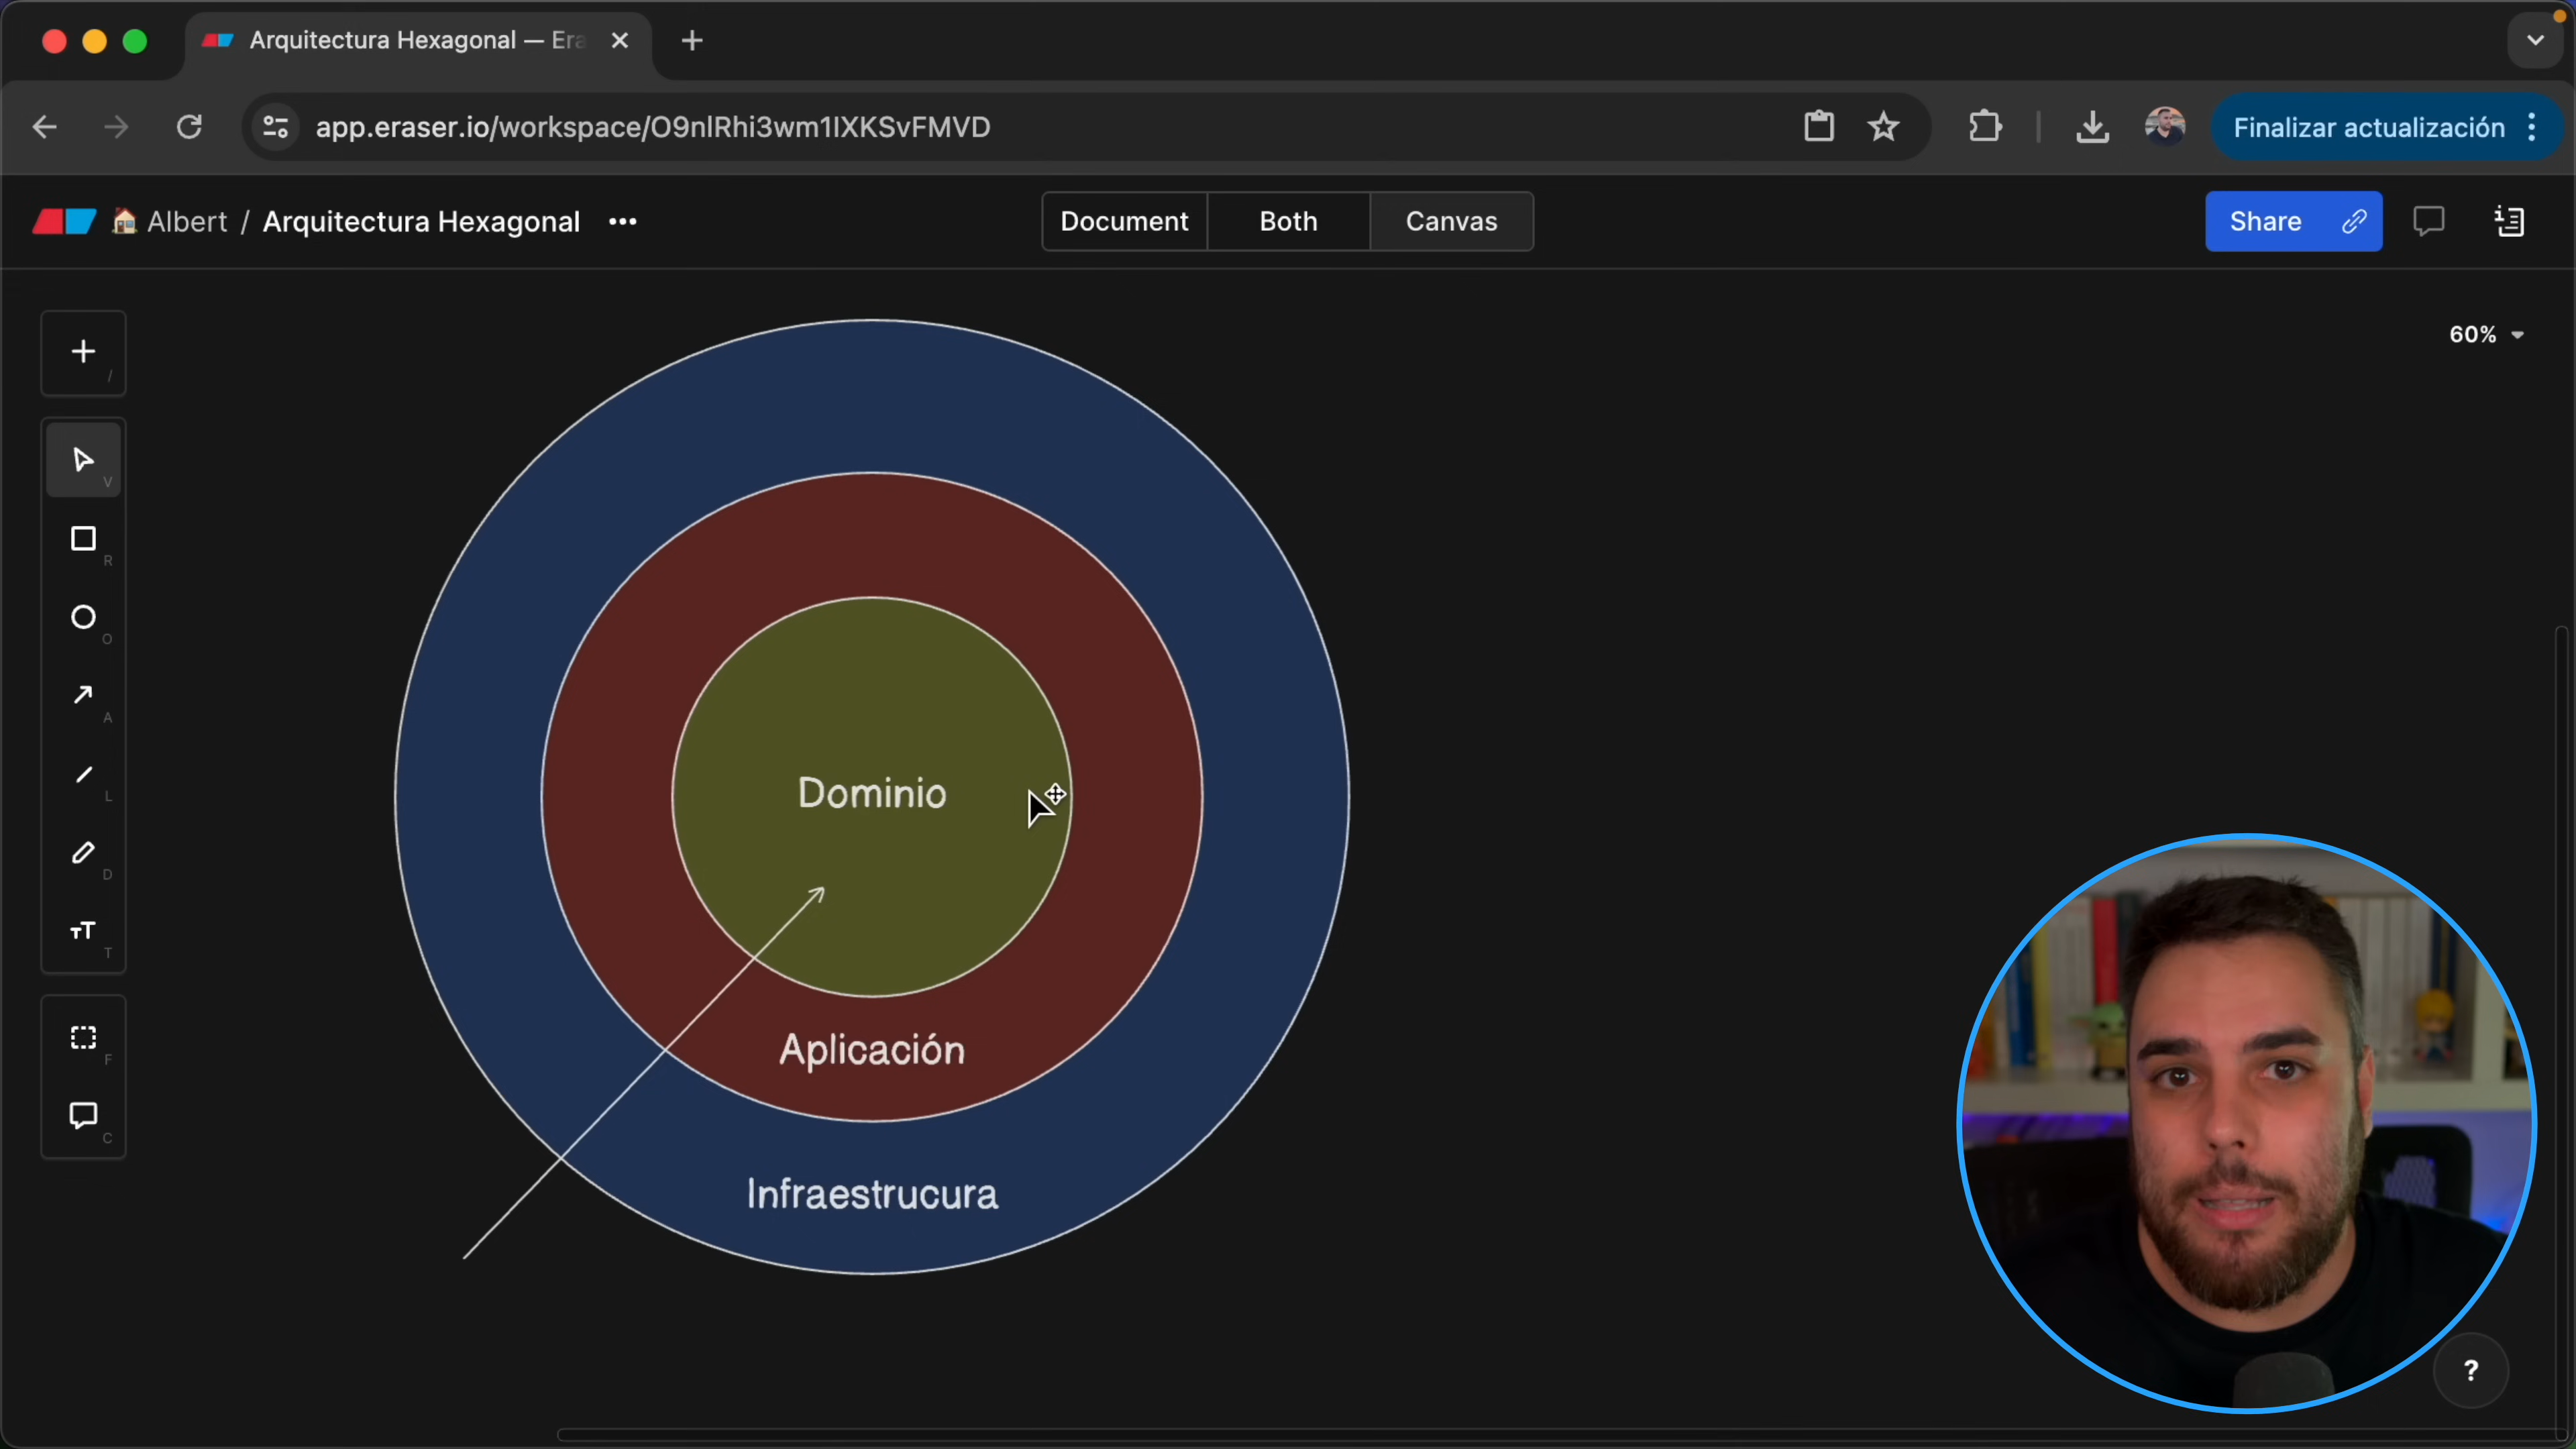 Arquitectura Hexagonal — Era
app.eraser.io/workspace/O9nlRhi3wm1IXKSvFMVD
Finalizar actualización
Albert / Arquitectura Hexagonal
Document
Both
Canvas
Share
60%
/
V
R
O
A
L
D
T
F
C
Dominio
Aplicación
Infraestrucura
?